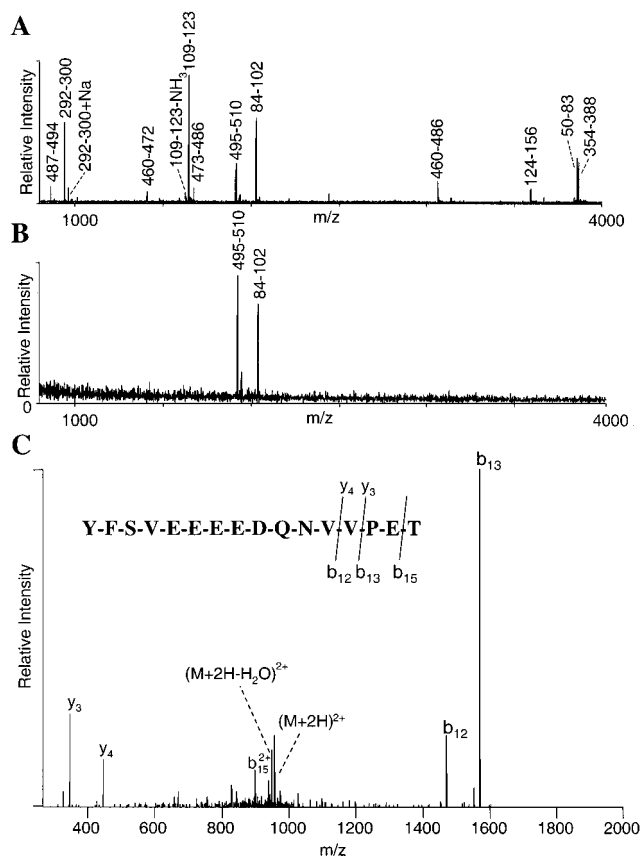 A
Relative Intensity
487-494
292-300
292-300+Na
460-472
109-123-NH3
109-123
473-486
495-510
84-102
460-486
124-156
50-83
354-388
1000
m/z
4000
B
Relative Intensity
0
495-510
84-102
1000
m/z
4000
C
Relative Intensity
b13
y4 y3
Y-F-S-V-E-E-E-E-D-Q-N-V-V-P-E-T
b12 b13 b15
(M+2H-H2O)2+
(M+2H)2+
y3
y4
b15 2+
b12
400 600 800 1000 1200 1400 1600 1800 2000
m/z